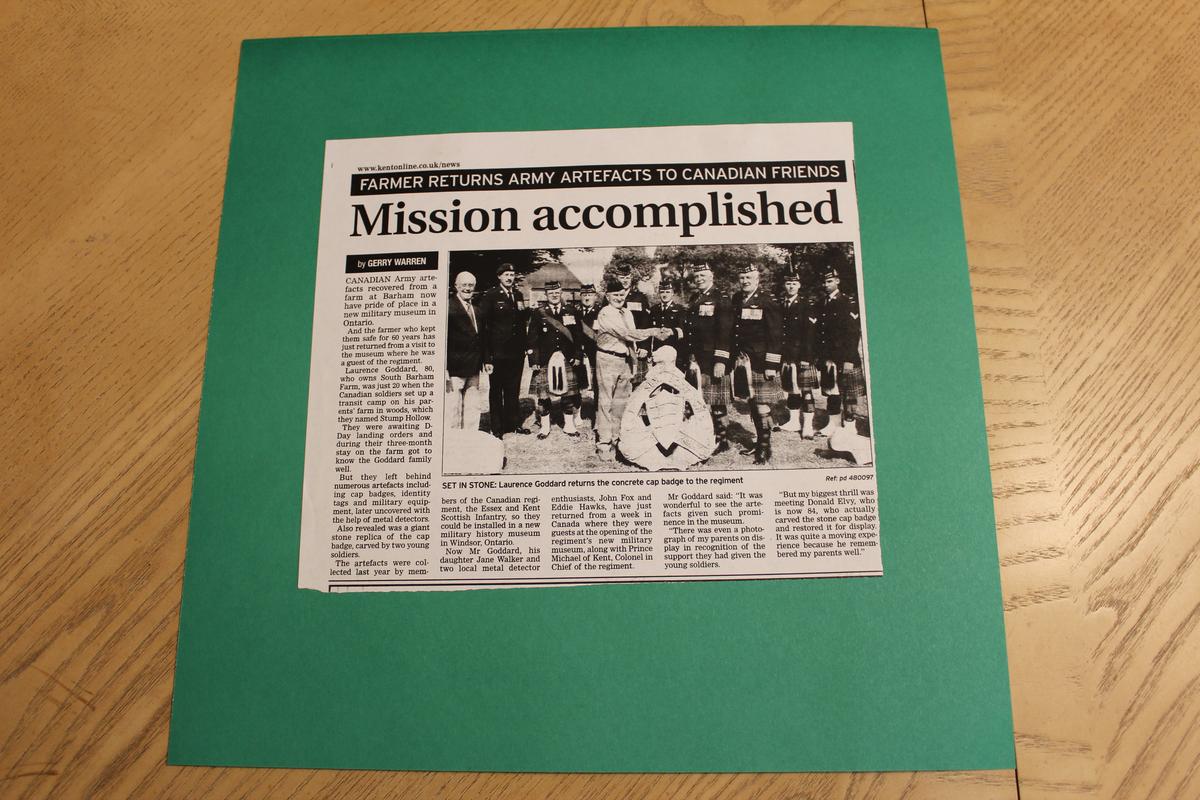 www.kentonline.co.uk/news
FARMER RETURNS ARMY ARTEFACTS TO CANADIAN FRIENDS
Mission accomplished
by GERRY WARREN
CANADIAN Army arte-
facts recovered from a
farm at Barham now
have pride of place in a
new military museum in
Ontario.
And the farmer who kept
them safe for 60 years has
just returned from a visit to
the museum where he was
a guest of the regiment.
Laurence Goddard, 80,
who owns South Barham
Farm, was just 20 when the
Canadian soldiers set up a
transit camp on his par-
ents' farm in woods, which
they named Stump Hollow.
They were awaiting D-
Day landing orders and
during their three-month
stay on the farm got to
know the Goddard family
well.
But they left behind
numerous artefacts includ-
ing cap badges, identity
tags and military equip-
ment, later uncovered with
the help of metal detectors.
Also revealed was a giant
stone replica of the cap
badge, carved by two young
soldiers.
The artefacts were col-
lected last year by mem-
SET IN STONE: Laurence Goddard returns the concrete cap badge to the regiment
Ref: pd 480097
bers of the Canadian regi-
ment, the Essex and Kent
Scottish Infantry, so they
could be installed in a new
military history museum
in Windsor, Ontario.
Now Mr Goddard, his
daughter Jane Walker and
two local metal detector
enthusiasts, John Fox and
Eddie Hawks, have just
returned from a week in
Canada where they were
guests at the opening of the
regiment's new military
museum, along with Prince
Michael of Kent, Colonel in
Chief of the regiment.
Mr Goddard said: "It was
wonderful to see the arte-
facts given such promi-
nence in the museum.
"There was even a photo-
graph of my parents on dis-
play in recognition of the
support they had given the
young soldiers.
"But my biggest thrill was
meeting Donald Elvy, who
is now 84, who actually
carved the stone cap badge
and restored it for display.
It was quite a moving expe-
rience because he remem-
bered my parents well."